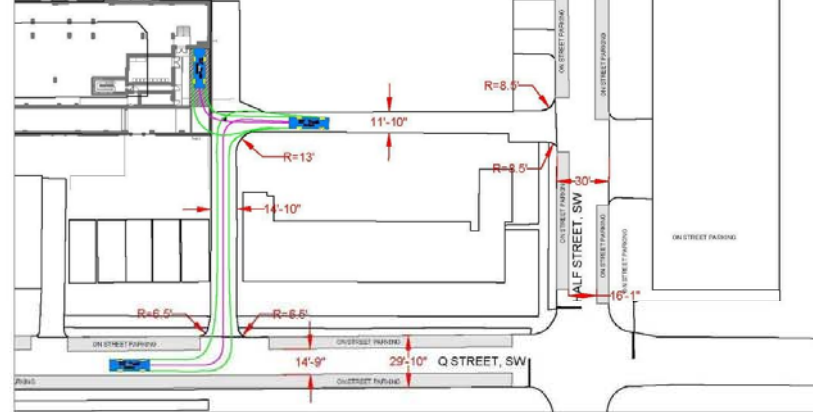 ON STREET PARKING
ON STREET PARKING
R=8.5'
11'-10"
R=13'
R=8.5'
30'
14'-10"
ON STREET PARKING
HALF STREET, SW
ON STREET PARKING
ON STREET PARKING
ON STREET PARKING
16'-1"
R=6.5'
R=6.5'
ON STREET PARKING
ON STREET PARKING
14'-9"
29'-10"
Q STREET, SW
PARKING
ON STREET PARKING